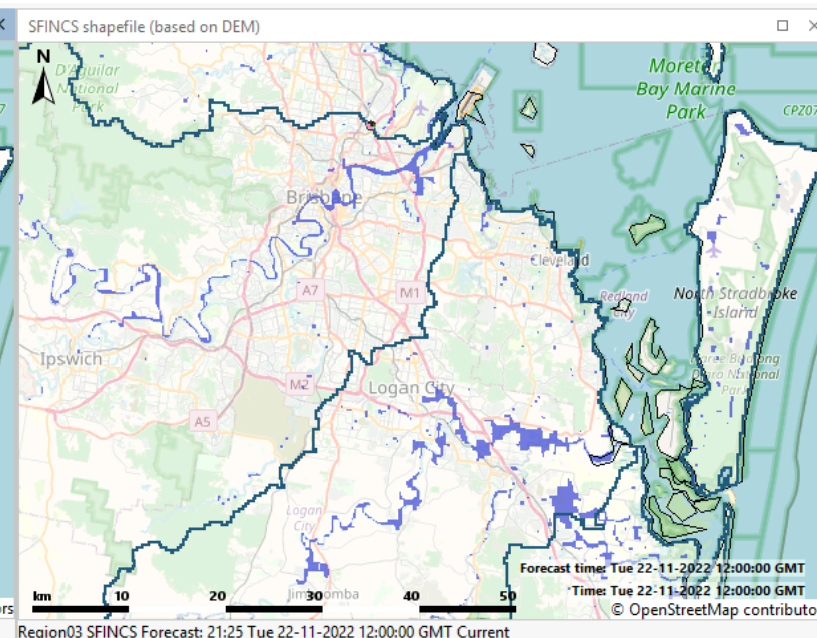 SFINCS shapefile (based on DEM)
N
D'Aguilar
National
Park
Moreto
Bay Marine
Park
CPZ07
Brisbane
Cleveland
A7
M1
Redland
City
North Stradbroke
Island
Ipswich
M2
Logan City
A5
Logan
City
Jimboomba
Forecast time: Tue 22-11-2022 12:00:00 GMT
Time: Tue 22-11-2022 12:00:00 GMT
km 10 20 30 40 50
© OpenStreetMap contributo
ors
Region03 SFINCS Forecast: 21:25 Tue 22-11-2022 12:00:00 GMT Current